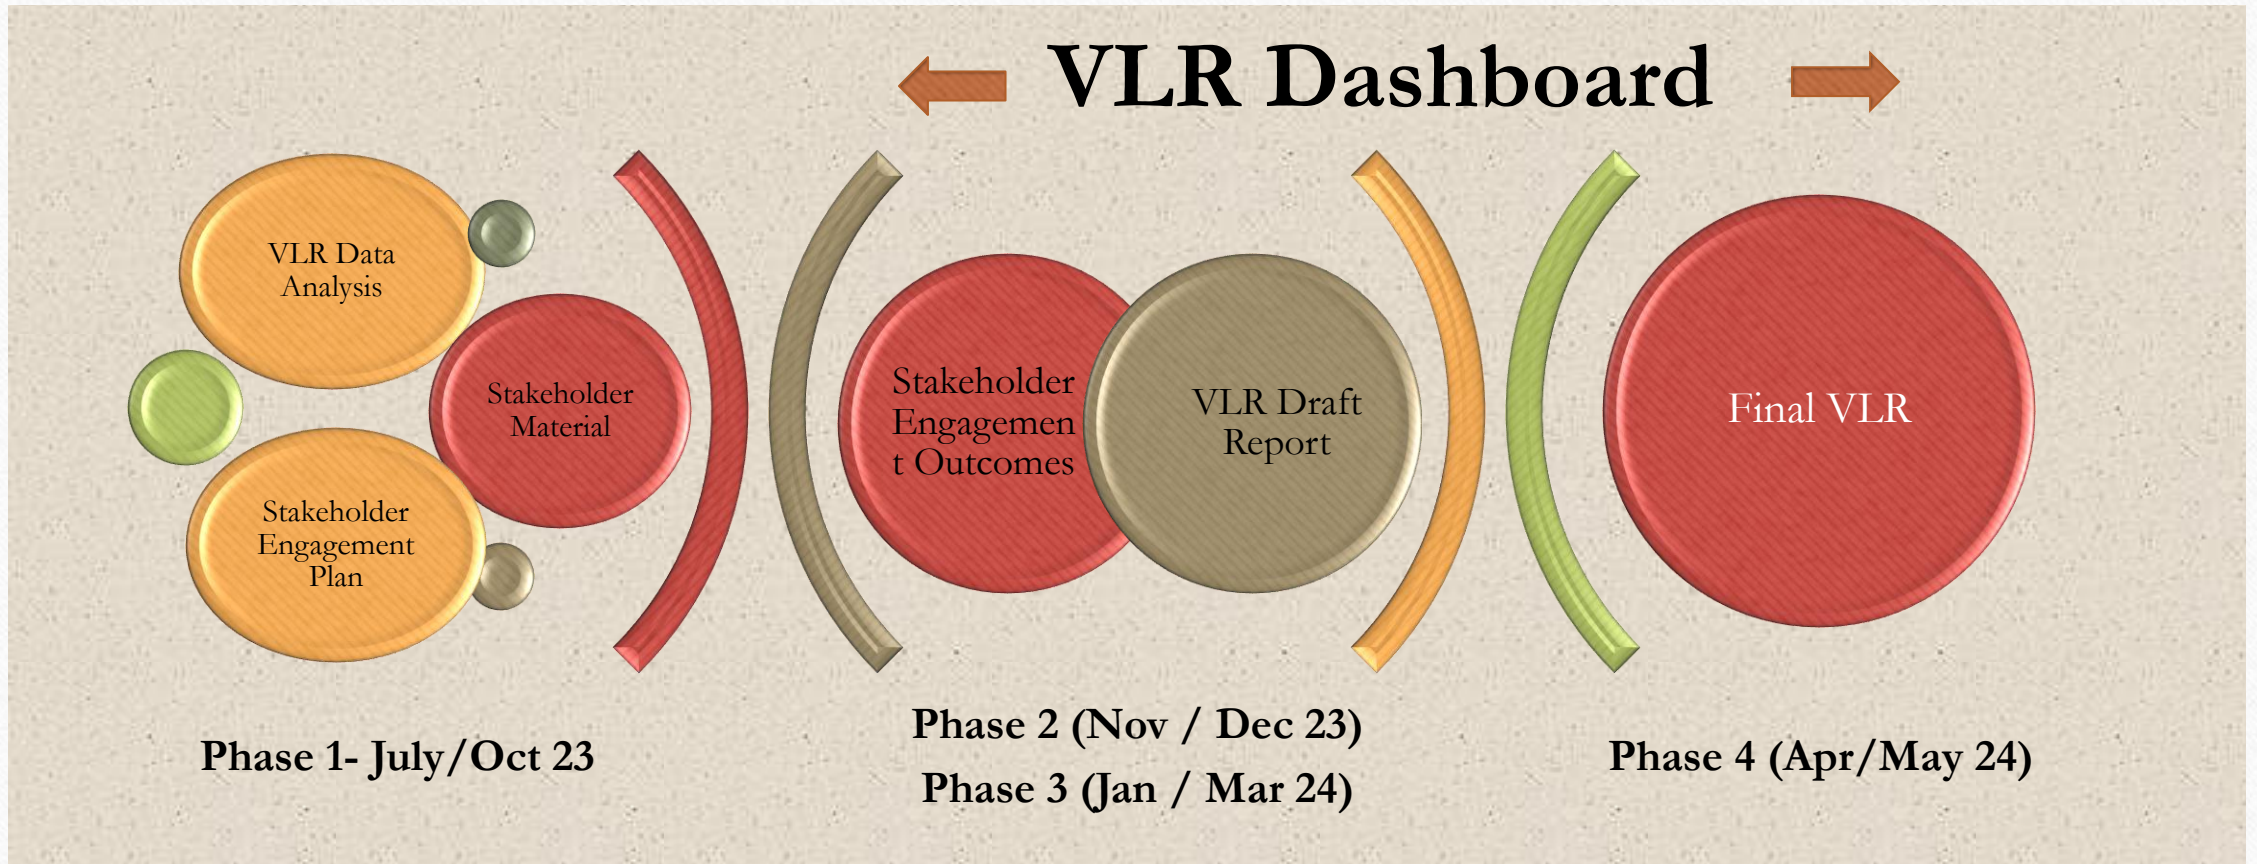 VLR Dashboard
VLR Data
Analysis
Stakeholder
Material
Stakeholder
Engagement
Plan
Stakeholder
Engagemen
t Outcomes
VLR Draft
Report
Final VLR
Phase 1- July/Oct 23
Phase 2 (Nov / Dec 23)
Phase 3 (Jan / Mar 24)
Phase 4 (Apr/May 24)